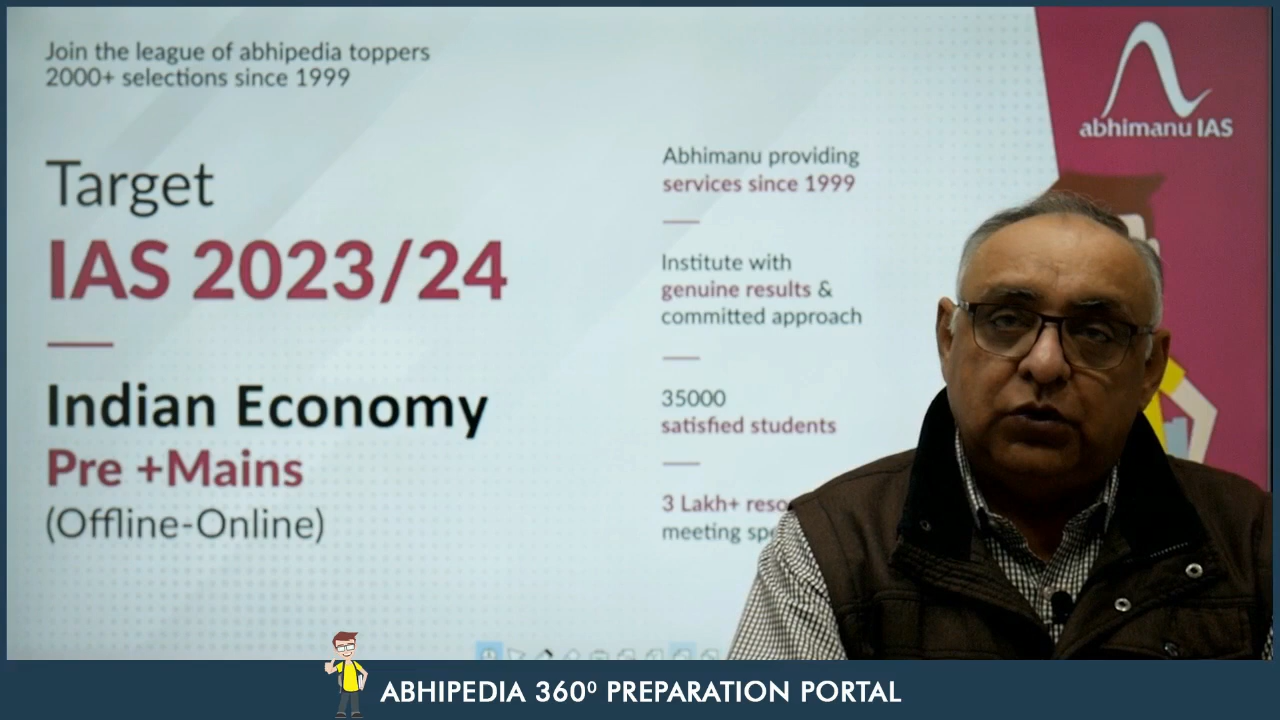 Join the league of abhipedia toppers
2000+ selections since 1999
Target
IAS 2023/24
Indian Economy
Pre +Mains
(Offline-Online)
Abhimanu providing
services since 1999
Institute with
genuine results &
committed approach
35000
satisfied students
3 Lakh+
meeting
abhimanu IAS
ABHIPEDIA 360⁰ PREPARATION PORTAL